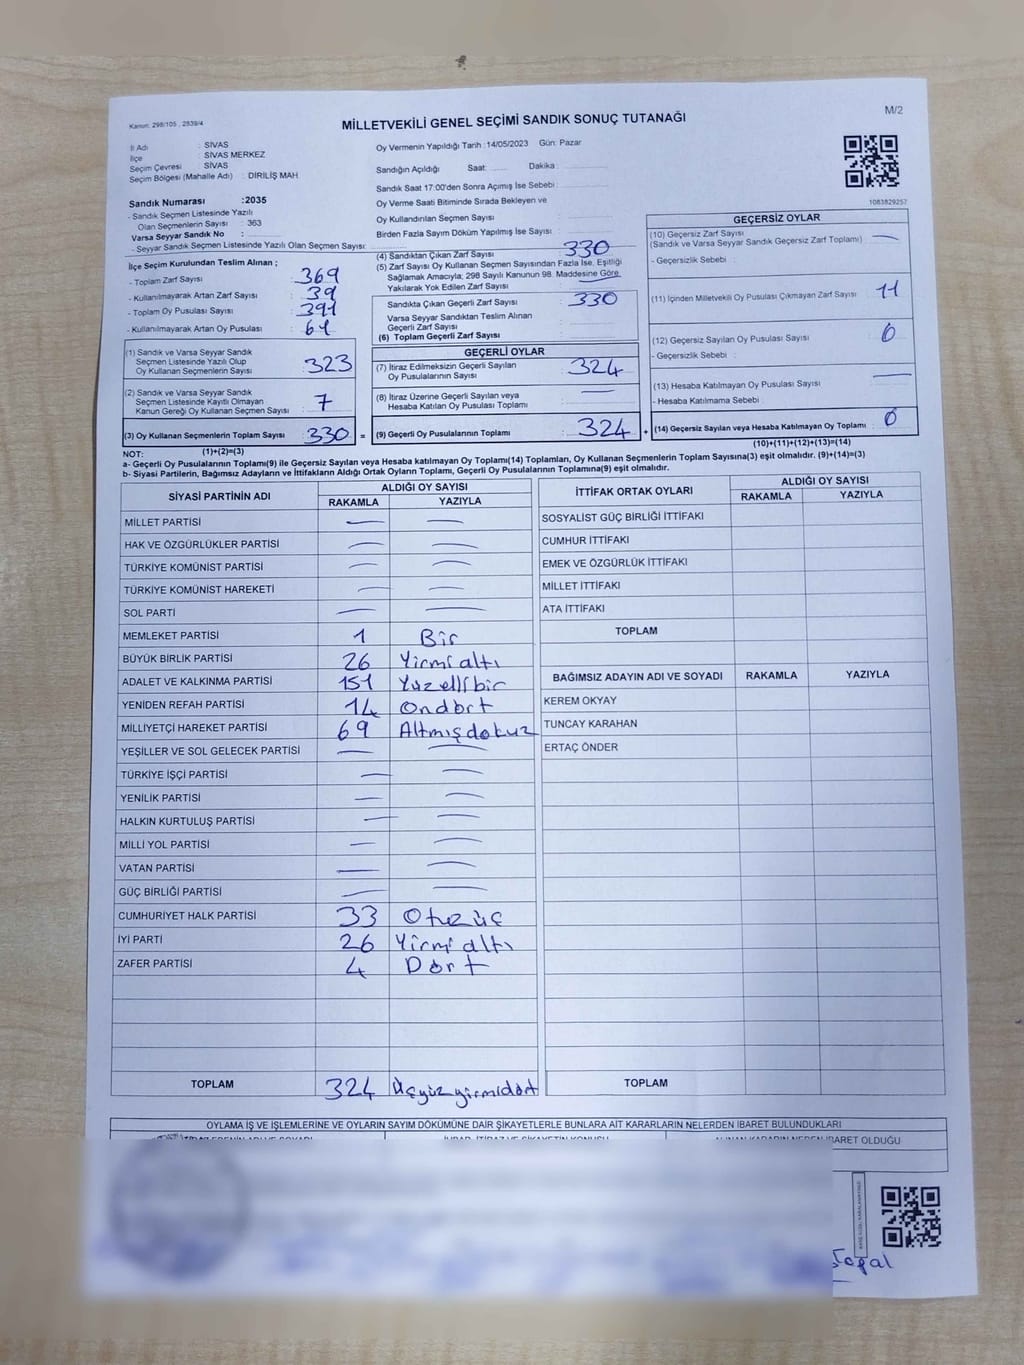 Kanun: 298/105 , 2839/4
M/2
MİLLETVEKİLİ GENEL SEÇİMİ SANDIK SONUÇ TUTANAĞI
İl Adı : SİVAS
İlçe : SİVAS MERKEZ
Seçim Çevresi : SİVAS
Seçim Bölgesi (Mahalle Adı) : DİRİLİŞ MAH
Sandık Numarası :2035
- Sandık Seçmen Listesinde Yazılı
Olan Seçmenlerin Sayısı : 363
Varsa Seyyar Sandık No :
- Seyyar Sandık Seçmen Listesinde Yazılı Olan Seçmen Sayısı:
Oy Vermenin Yapıldığı Tarih : 14/05/2023 Gün: Pazar
Sandığın Açıldığı Saat: Dakika :
Sandık Saat 17:00'den Sonra Açımış İse Sebebi :
Oy Verme Saati Bitiminde Sırada Bekleyen ve
Oy Kullandırılan Seçmen Sayısı :
Birden Fazla Sayım Döküm Yapılmış İse Sayısı :
1083829257
İlçe Seçim Kurulundan Teslim Alınan ;
- Toplam Zarf Sayısı : 369
- Kullanılmayarak Artan Zarf Sayısı : 39
- Toplam Oy Pusulası Sayısı : 391
- Kullanılmayarak Artan Oy Pusulası : 61
(1) Sandık ve Varsa Seyyar Sandık
Seçmen Listesinde Yazılı Olup
Oy Kullanan Seçmenlerin Sayısı : 323
(2) Sandık ve Varsa Seyyar Sandık
Seçmen Listesinde Kayıtlı Olmayan
Kanun Gereği Oy Kullanan Seçmen Sayısı : 7
(3) Oy Kullanan Seçmenlerin Toplam Sayısı : 330 =
(1)+(2)=(3)
(4) Sandıktan Çıkan Zarf Sayısı : 330
(5) Zarf Sayısı Oy Kullanan Seçmen Sayısından Fazla İse, Eşitliği
Sağlamak Amacıyla; 298 Sayılı Kanunun 98. Maddesine Göre,
Yakılarak Yok Edilen Zarf Sayısı :
Sandıkta Çıkan Geçerli Zarf Sayısı : 330
Varsa Seyyar Sandıktan Teslim Alınan
Geçerli Zarf Sayısı :
(6) Toplam Geçerli Zarf Sayısı :
GEÇERLİ OYLAR
(7) İtiraz Edilmeksizin Geçerli Sayılan
Oy Pusulalarının Sayısı : 324
(8) İtiraz Üzerine Geçerli Sayılan veya
Hesaba Katılan Oy Pusulaları Toplamı :
(9) Geçerli Oy Pusulalarının Toplamı : 324 +
GEÇERSİZ OYLAR
(10) Geçersiz Zarf Sayısı :
(Sandık ve Varsa Seyyar Sandık Geçersiz Zarf Toplamı)
- Geçersizlik Sebebi :
(11) İçinden Milletvekili Oy Pusulası Çıkmayan Zarf Sayısı : 11
(12) Geçersiz Sayılan Oy Pusulası Sayısı : 6
- Geçersizlik Sebebi :
(13) Hesaba Katılmayan Oy Pusulası Sayısı :
- Hesaba Katılmama Sebebi :
(14) Geçersiz Sayılan veya Hesaba Katılmayan Oy Toplamı : 6
(10)+(11)+(12)+(13)=(14)
NOT:
a- Geçerli Oy Pusulalarının Toplamı(9) ile Geçersiz Sayılan veya Hesaba katılmayan Oy Toplamı(14) Toplamları, Oy Kullanan Seçmenlerin Toplam Sayısına(3) eşit olmalıdır. (9)+(14)=(3)
b- Siyasi Partilerin, Bağımsız Adayların ve İttifakların Aldığı Ortak Oyların Toplamı, Geçerli Oy Pusulalarının Toplamına(9) eşit olmalıdır.
SİYASİ PARTİNİN ADI ALDIĞI OY SAYISI
RAKAMLA YAZIYLA
MİLLET PARTİSİ
HAK VE ÖZGÜRLÜKLER PARTİSİ
TÜRKİYE KOMÜNİST PARTİSİ
TÜRKİYE KOMÜNİST HAREKETİ
SOL PARTİ
MEMLEKET PARTİSİ 1 Bir
BÜYÜK BİRLİK PARTİSİ 26 Yirmi altı
ADALET VE KALKINMA PARTİSİ 151 Yüzellibir
YENİDEN REFAH PARTİSİ 14 Ondört
MİLLİYETÇİ HAREKET PARTİSİ 69 Altmışdokuz
YEŞİLLER VE SOL GELECEK PARTİSİ
TÜRKİYE İŞÇİ PARTİSİ
YENİLİK PARTİSİ
HALKIN KURTULUŞ PARTİSİ
MİLLİ YOL PARTİSİ
VATAN PARTİSİ
GÜÇ BİRLİĞİ PARTİSİ
CUMHURİYET HALK PARTİSİ 33 Otuzüç
İYİ PARTİ 26 Yirmi altı
ZAFER PARTİSİ 4 Dört
TOPLAM 324 Üçyüzyirmidört
İTTİFAK ORTAK OYLARI ALDIĞI OY SAYISI
RAKAMLA YAZIYLA
SOSYALİST GÜÇ BİRLİĞİ İTTİFAKI
CUMHUR İTTİFAKI
EMEK VE ÖZGÜRLÜK İTTİFAKI
MİLLET İTTİFAKI
ATA İTTİFAKI
TOPLAM
BAĞIMSIZ ADAYIN ADI VE SOYADI RAKAMLA YAZIYLA
KEREM OKYAY
TUNCAY KARAHAN
ERTAÇ ÖNDER
TOPLAM
OYLAMA İŞ VE İŞLEMLERİNE VE OYLARIN SAYIM DÖKÜMÜNE DAİR ŞİKAYETLERLE BUNLARA AİT KARARLARIN NELERDEN İBARET BULUNDUKLARI
İBARET OLDUĞU